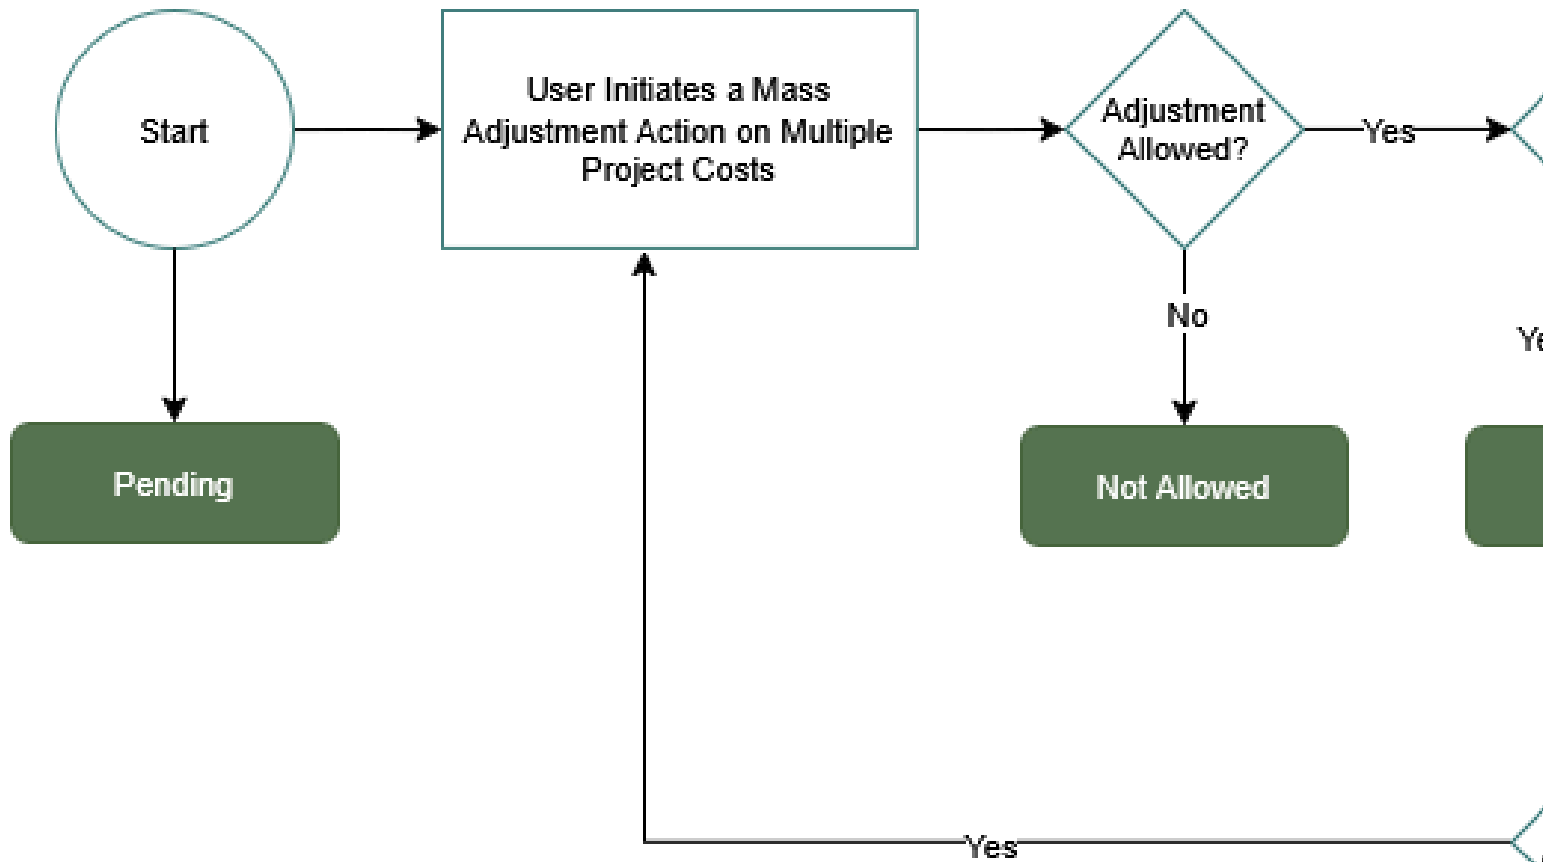 Start
User Initiates a Mass
Adjustment Action on Multiple
Project Costs
Adjustment
Allowed?
Yes
No
Pending
Not Allowed
Yes